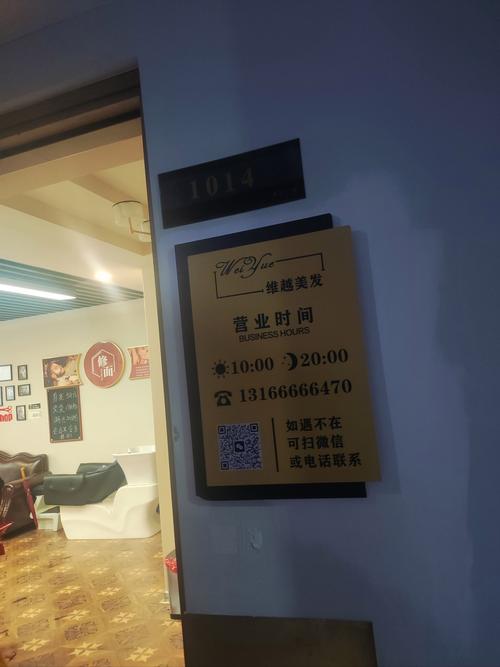 1014
WeiYue
维越美发
营业时间
BUSINESS HOURS
10:00 20:00
13166666470
如遇不在
可扫微信
或电话联系
修面